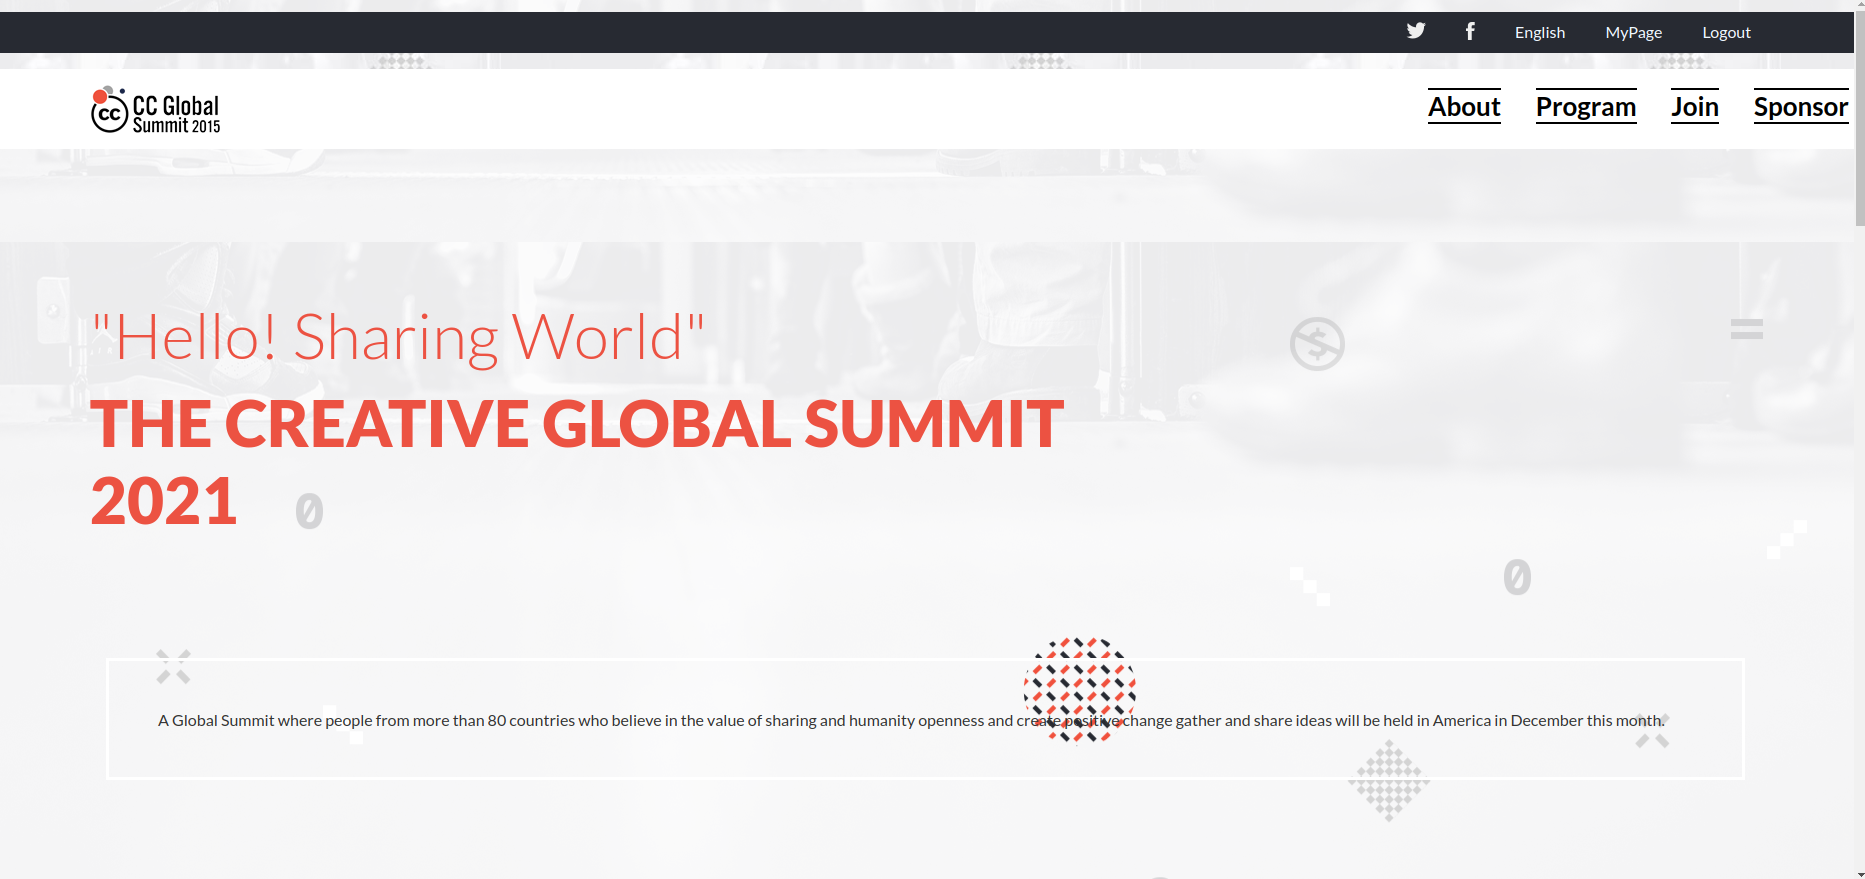 English MyPage Logout
cc CC Global
Summit 2015
About Program Join Sponsor
"Hello! Sharing World"
THE CREATIVE GLOBAL SUMMIT
2021
A Global Summit where people from more than 80 countries who believe in the value of sharing and humanity openness and create positive change gather and share ideas will be held in America in December this month.